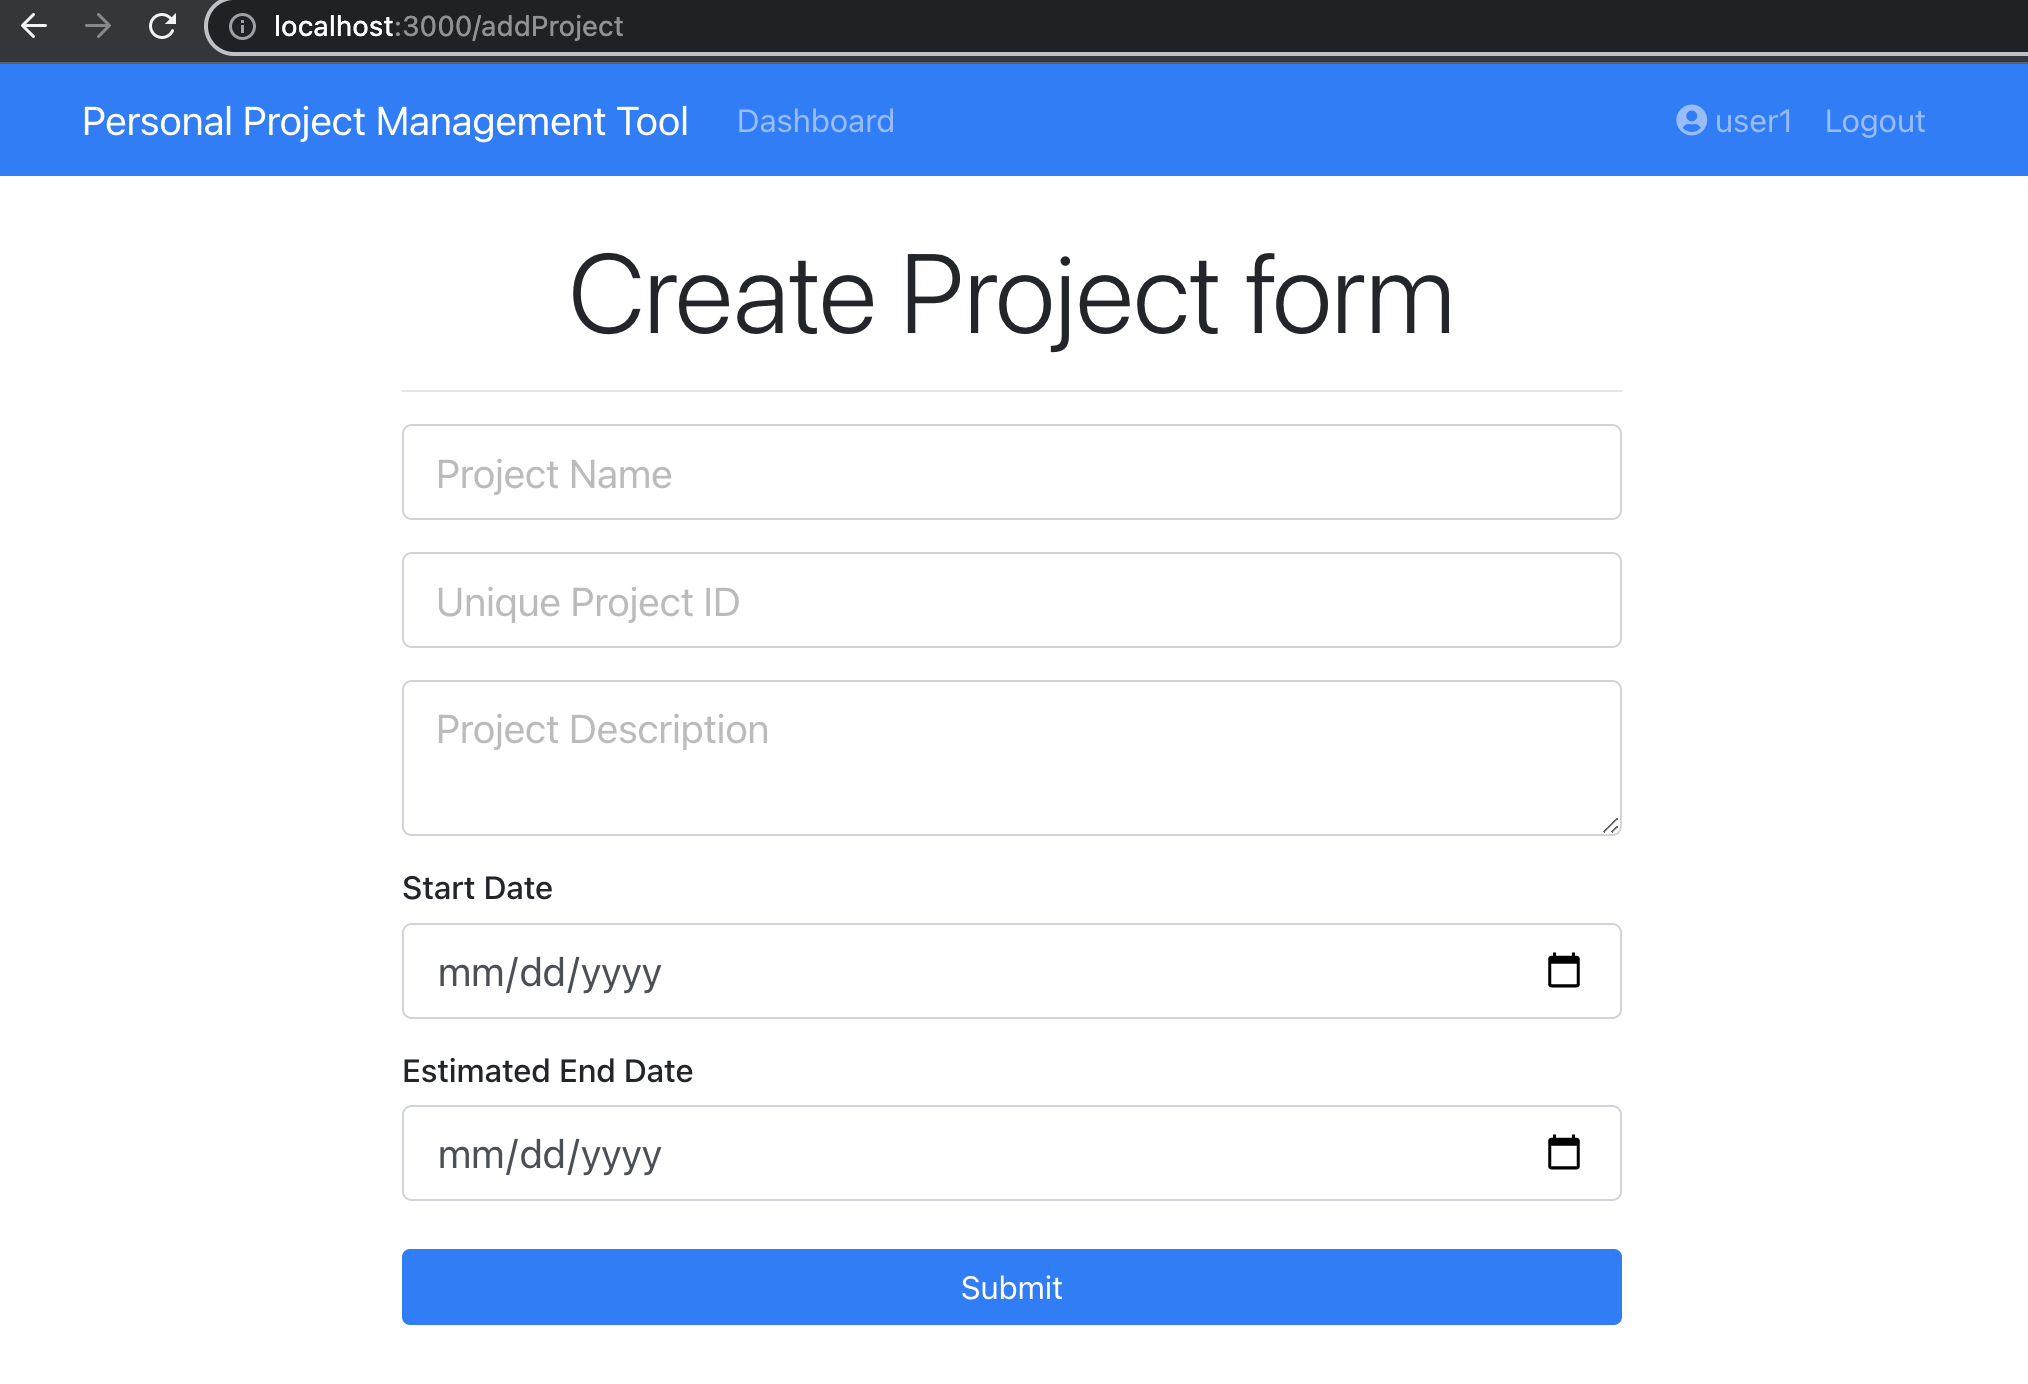 localhost:3000/addProject
Personal Project Management Tool Dashboard user1 Logout
Create Project form
Project Name
Unique Project ID
Project Description
Start Date
mm/dd/yyyy
Estimated End Date
mm/dd/yyyy
Submit